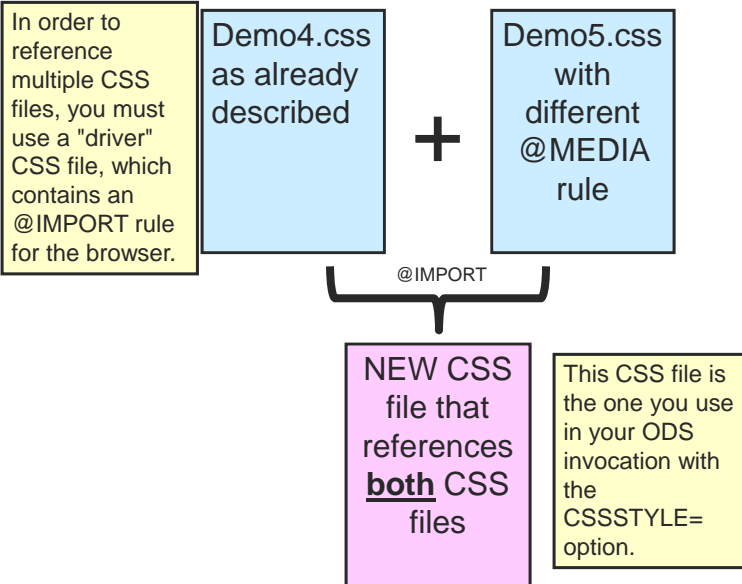 In order to
reference
multiple CSS
files, you must
use a "driver"
CSS file, which
contains an
@IMPORT rule
for the browser.
Demo4.css
as already
described
+
Demo5.css
with
different
@MEDIA
rule
@IMPORT
NEW CSS
file that
references
both CSS
files
This CSS file is
the one you use
in your ODS
invocation with
the
CSSSTYLE=
option.